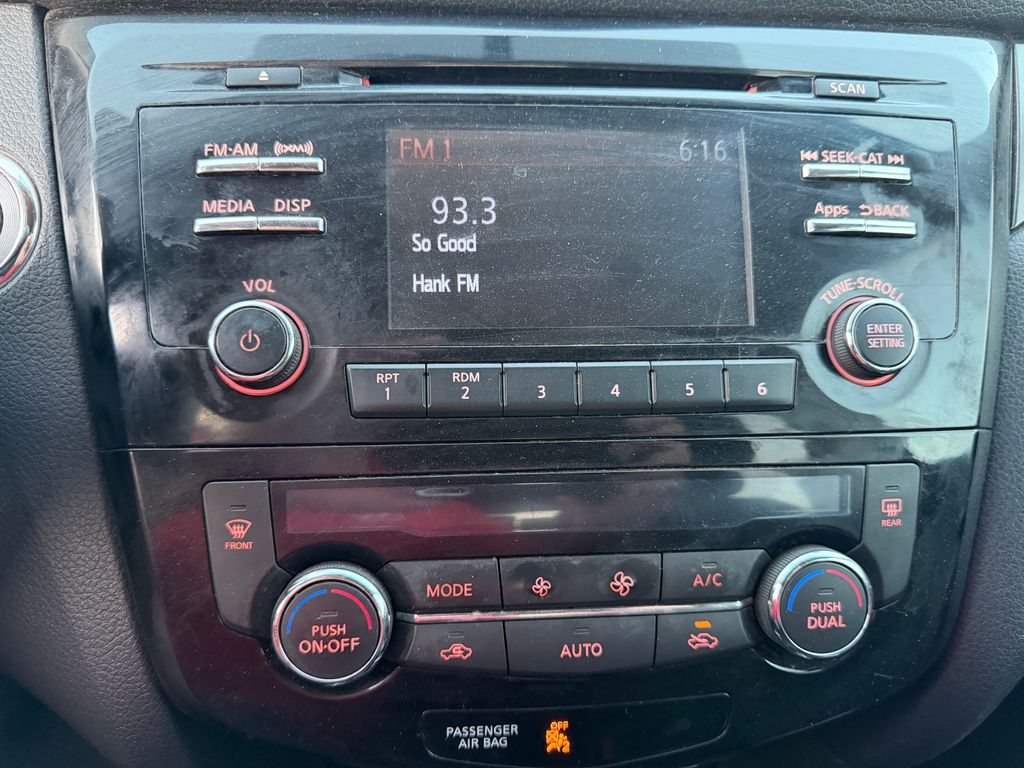 SCAN
FM·AM ((XM))
MEDIA DISP
VOL
FM 1 6:16
93.3
So Good
Hank FM
SEEK·CAT
Apps BACK
TUNE·SCROLL
ENTER
SETTING
RPT
1
RDM
2
3
4
5
6
FRONT
REAR
MODE
A/C
PUSH
ON·OFF
AUTO
PUSH
DUAL
PASSENGER
AIR BAG
OFF
2